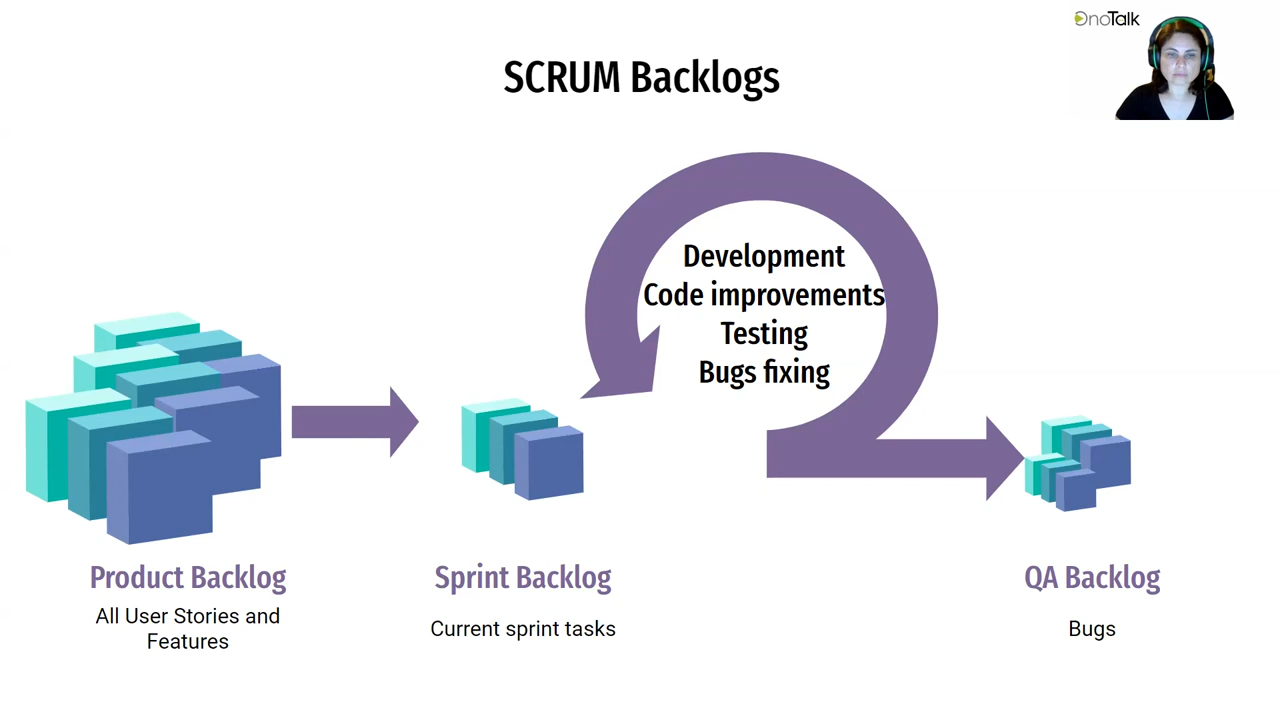 OnoTalk
SCRUM Backlogs
Development
Code improvements
Testing
Bugs fixing
Product Backlog
All User Stories and
Features
Sprint Backlog
Current sprint tasks
QA Backlog
Bugs